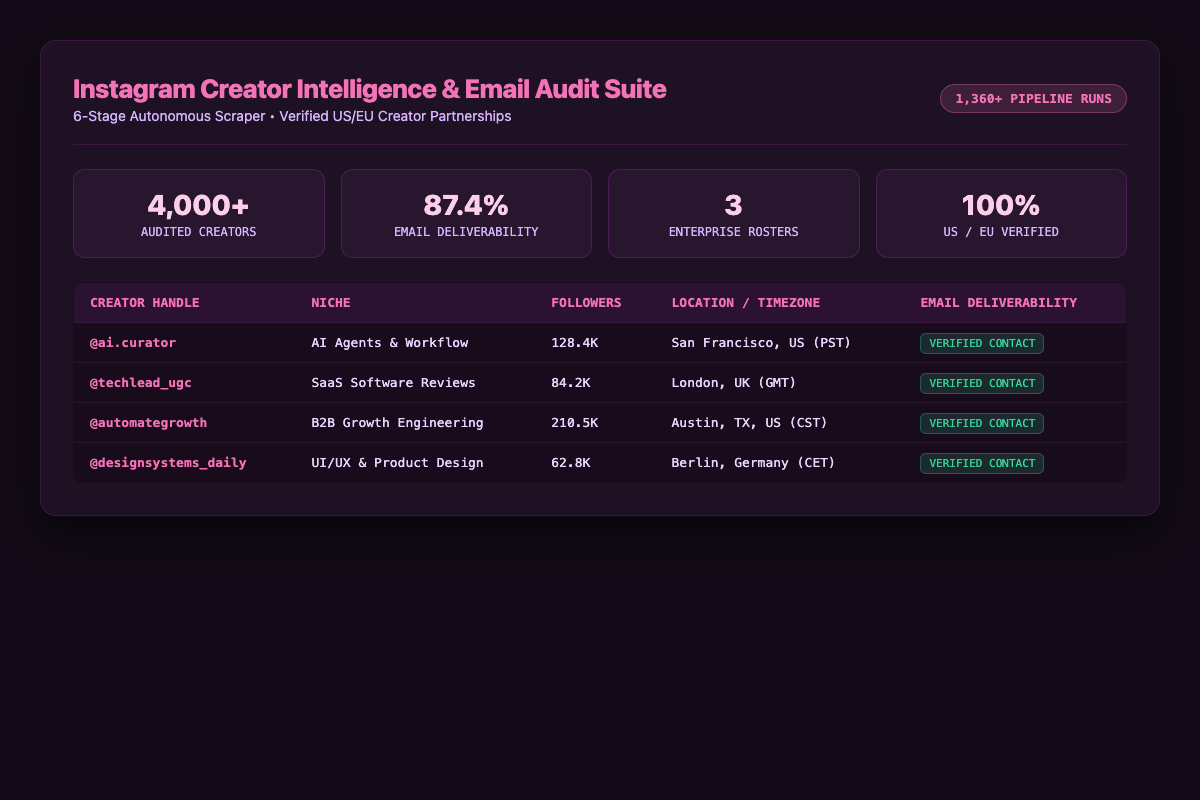 Instagram Creator Intelligence & Email Audit Suite
6-Stage Autonomous Scraper • Verified US/EU Creator Partnerships
1,360+ PIPELINE RUNS
4,000+
AUDITED CREATORS
87.4%
EMAIL DELIVERABILITY
3
ENTERPRISE ROSTERS
100%
US / EU VERIFIED
CREATOR HANDLE NICHE FOLLOWERS LOCATION / TIMEZONE EMAIL DELIVERABILITY
@ai.curator AI Agents & Workflow 128.4K San Francisco, US (PST) VERIFIED CONTACT
@techlead_ugc SaaS Software Reviews 84.2K London, UK (GMT) VERIFIED CONTACT
@automategrowth B2B Growth Engineering 210.5K Austin, TX, US (CST) VERIFIED CONTACT
@designsystems_daily UI/UX & Product Design 62.8K Berlin, Germany (CET) VERIFIED CONTACT